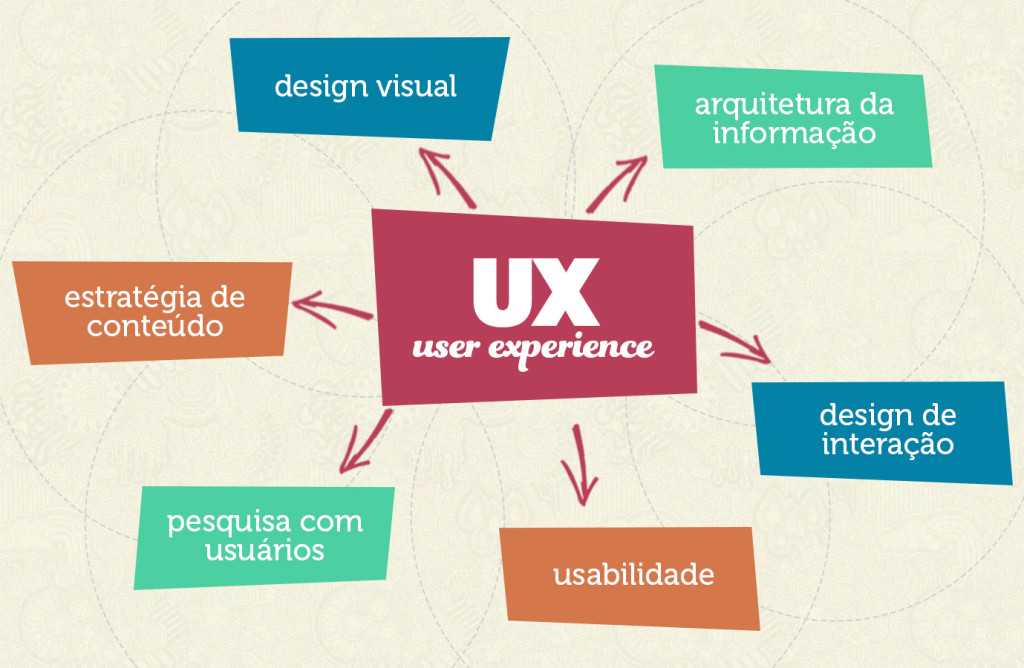 design visual
arquitetura da
informação
UX
user experience
estratégia de
conteúdo
design de
interação
pesquisa com
usuários
usabilidade